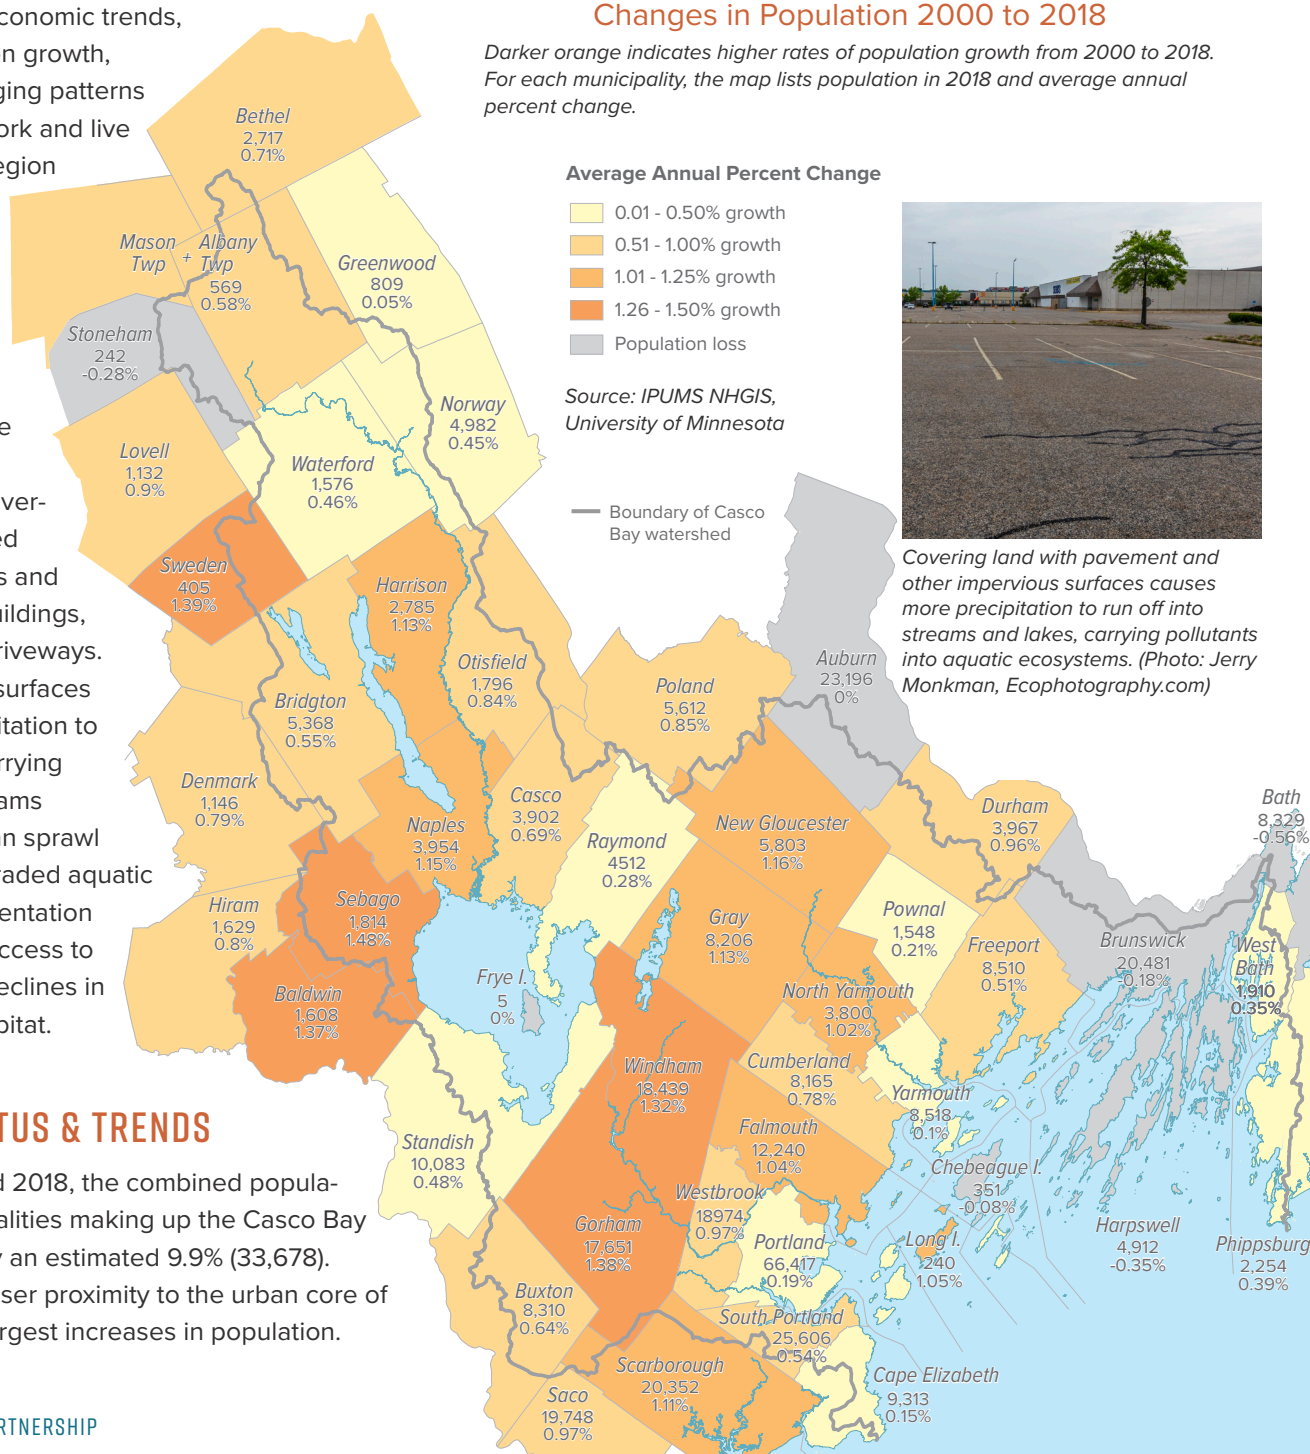 conomic trends,
on growth,
ging patterns
ork and live
egion
e
ver-
ed
s and
uildings,
riveways.
surfaces
itation to
rrying
ams
an sprawl
raded aquatic
entation
ccess to
eclines in
bitat.
TUS & TRENDS
d 2018, the combined popula-
alities making up the Casco Bay
y an estimated 9.9% (33,678).
ser proximity to the urban core of
argest increases in population.
RTNERSHIP
Changes in Population 2000 to 2018
Darker orange indicates higher rates of population growth from 2000 to 2018.
For each municipality, the map lists population in 2018 and average annual
percent change.
Average Annual Percent Change
0.01 - 0.50% growth
0.51 - 1.00% growth
1.01 - 1.25% growth
1.26 - 1.50% growth
Population loss
Source: IPUMS NHGIS,
University of Minnesota
Boundary of Casco
Bay watershed
Covering land with pavement and
other impervious surfaces causes
more precipitation to run off into
streams and lakes, carrying pollutants
into aquatic ecosystems. (Photo: Jerry
Monkman, Ecophotography.com)
Bethel
2,717
0.71%
Mason + Albany
Twp Twp
569
0.58%
Greenwood
809
0.05%
Stoneham
242
-0.28%
Norway
4,982
0.45%
Lovell
1,132
0.9%
Waterford
1,576
0.46%
Sweden
405
1.39%
Harrison
2,785
1.13%
Otisfield
1,796
0.84%
Bridgton
5,368
0.55%
Poland
5,612
0.85%
Auburn
23,196
0%
Denmark
1,146
0.79%
Naples
3,954
1.15%
Casco
3,902
0.69%
Raymond
4512
0.28%
New Gloucester
5,803
1.16%
Durham
3,967
0.96%
Bath
8,329
-0.56%
Hiram
1,629
0.8%
Sebago
1,814
1.48%
Gray
8,206
1.13%
Pownal
1,548
0.21%
Freeport
8,510
0.51%
Brunswick
20,481
-0.18%
West
Bath
1,910
0.35%
Baldwin
1,608
1.37%
Frye I.
5
0%
North Yarmouth
3,800
1.02%
Windham
18,439
1.32%
Cumberland
8,165
0.78%
Yarmouth
8,518
0.1%
Standish
10,083
0.48%
Falmouth
12,240
1.04%
Chebeague I.
351
-0.08%
Westbrook
18974
0.97%
Gorham
17,651
1.38%
Portland
66,417
0.19%
Long I.
240
1.05%
Harpswell
4,912
-0.35%
Phippsburg
2,254
0.39%
Buxton
8,310
0.64%
South Portland
25,606
0.54%
Scarborough
20,352
1.11%
Cape Elizabeth
9,313
0.15%
Saco
19,748
0.97%